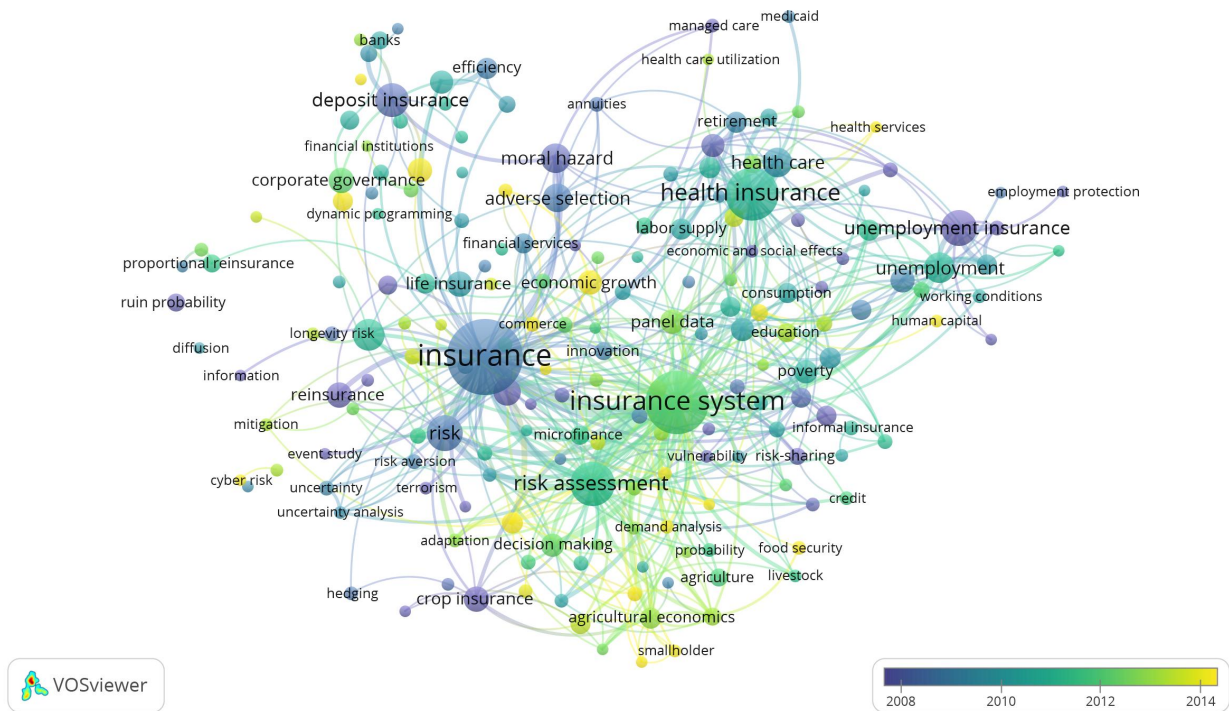 medicaid
managed care
banks
health care utilization
efficiency
deposit insurance
annuities
retirement
health services
financial institutions
moral hazard
health care
corporate governance
health insurance
employment protection
adverse selection
dynamic programming
labor supply
unemployment insurance
financial services
economic and social effects
proportional reinsurance
unemployment
life insurance
economic growth
consumption
working conditions
ruin probability
longevity risk
commerce
panel data
education
human capital
diffusion
insurance
innovation
information
poverty
reinsurance
insurance system
mitigation
risk
microfinance
informal insurance
event study
risk aversion
vulnerability
risk-sharing
cyber risk
uncertainty
terrorism
risk assessment
credit
uncertainty analysis
demand analysis
adaptation
decision making
probability
food security
agriculture
livestock
hedging
crop insurance
agricultural economics
smallholder
VOSviewer
2008
2010
2012
2014